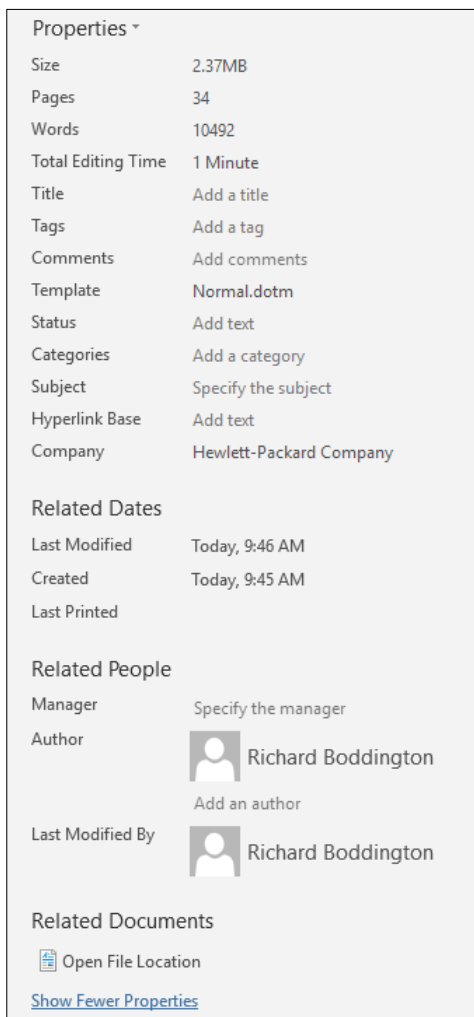 Properties
Size 2.37MB
Pages 34
Words 10492
Total Editing Time 1 Minute
Title Add a title
Tags Add a tag
Comments Add comments
Template Normal.dotm
Status Add text
Categories Add a category
Subject Specify the subject
Hyperlink Base Add text
Company Hewlett-Packard Company
Related Dates
Last Modified Today, 9:46 AM
Created Today, 9:45 AM
Last Printed
Related People
Manager Specify the manager
Author Richard Boddington
Add an author
Last Modified By Richard Boddington
Related Documents
Open File Location
Show Fewer Properties